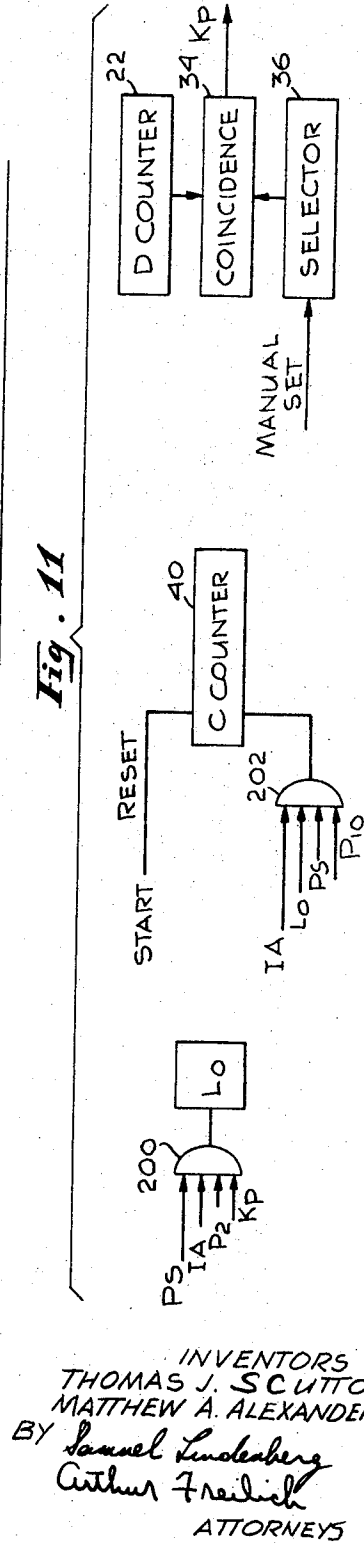 Fig. 11
PS
IA
P2
KP
200
LO
START
RESET
C COUNTER
40
IA
LO
PS
P10
202
D COUNTER
22
COINCIDENCE
34
KP
MANUAL
SET
SELECTOR
36
INVENTORS
THOMAS J. SCUTTO
MATTHEW A. ALEXANDE
BY Samuel Lindenberg
Arthur Freilich
ATTORNEYS